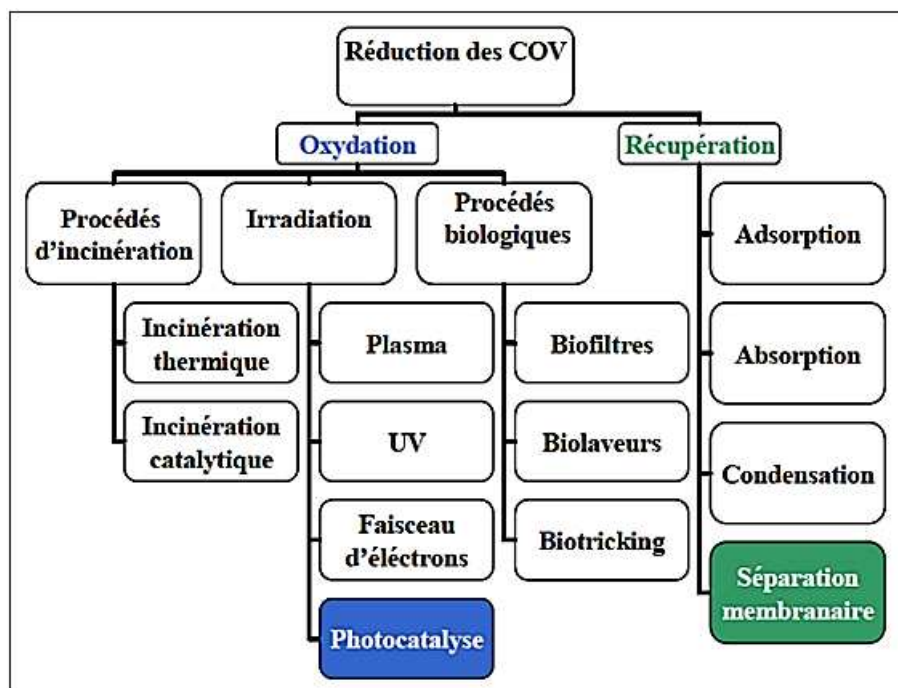 Réduction des COV
Oxydation
Récupération
Procédés
d'incinération
Irradiation
Procédés
biologiques
Adsorption
Incinération
thermique
Plasma
Biofiltres
Absorption
Incinération
catalytique
UV
Biolaveurs
Condensation
Faisceau
d'éléctrons
Biotricking
Séparation
membranaire
Photocatalyse